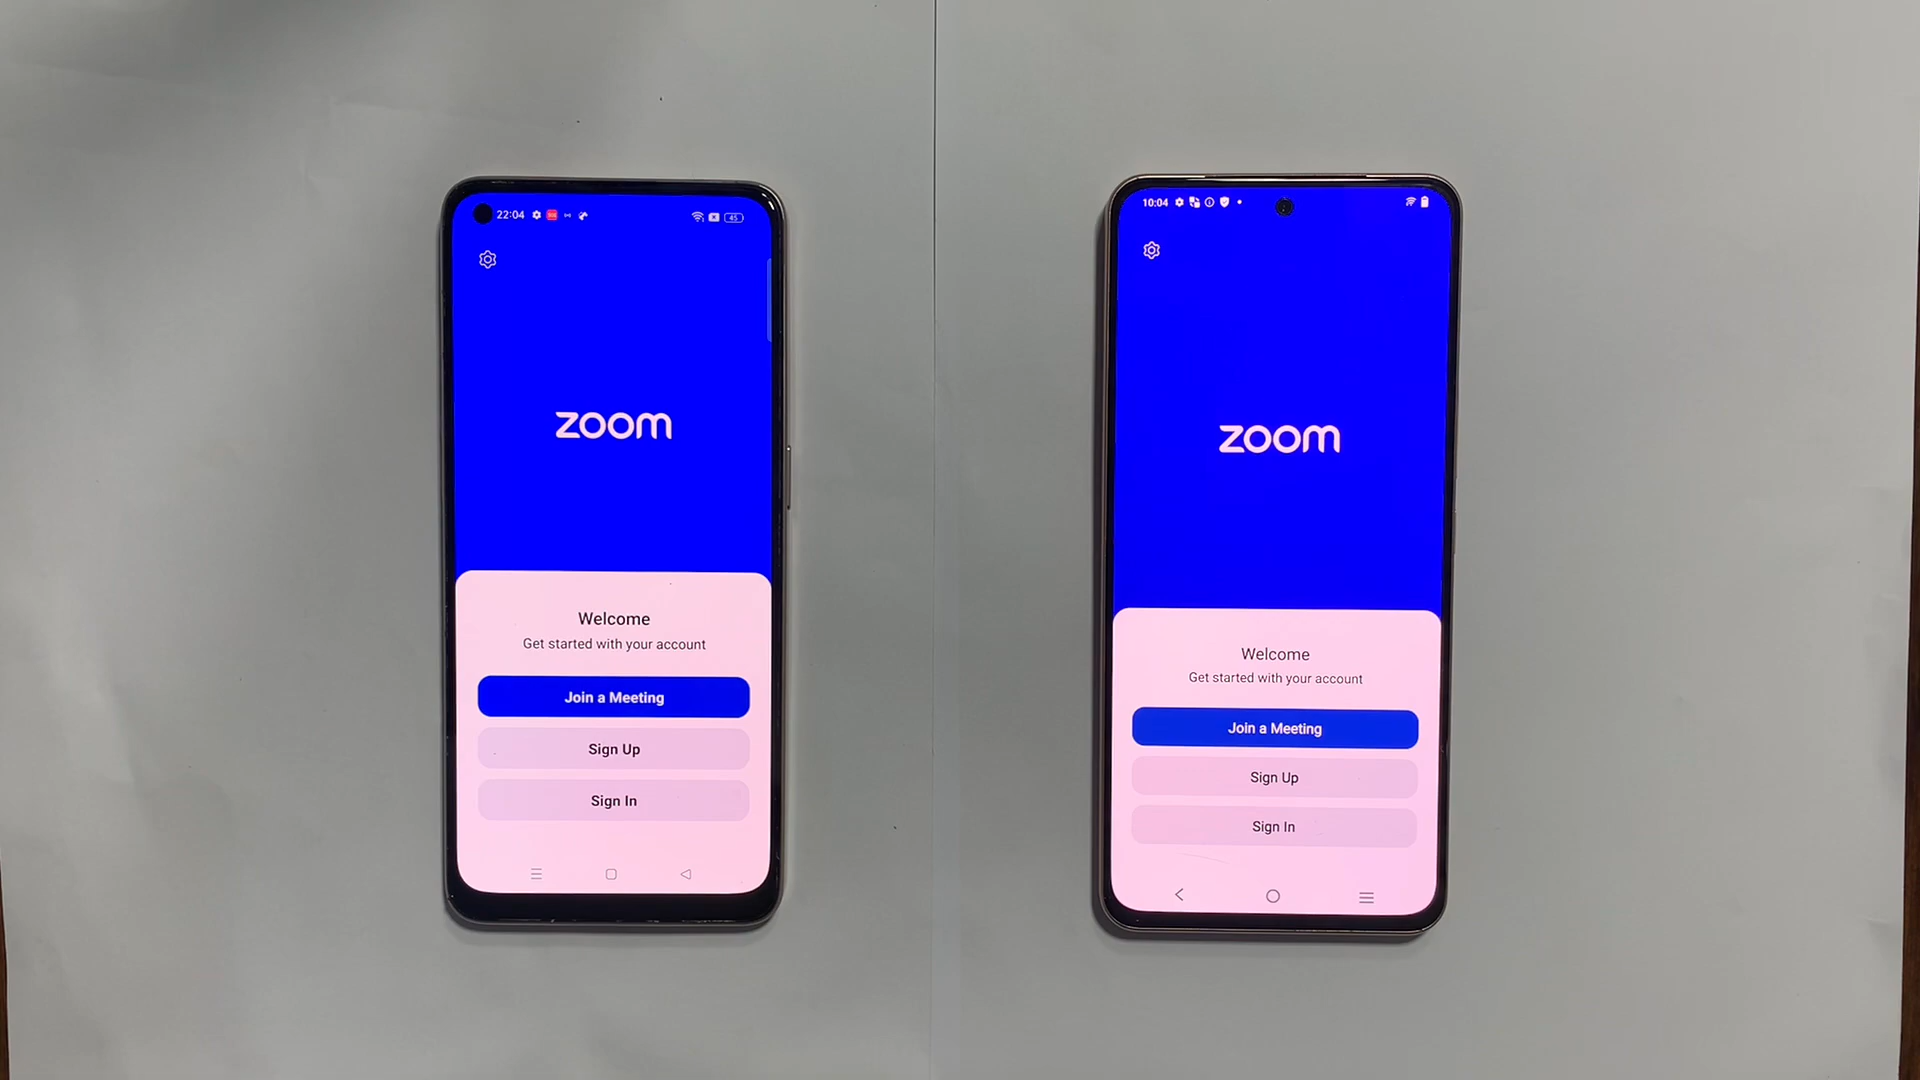 22:04
45
zoom
Welcome
Get started with your account
Join a Meeting
Sign Up
Sign In
10:04
zoom
Welcome
Get started with your account
Join a Meeting
Sign Up
Sign In